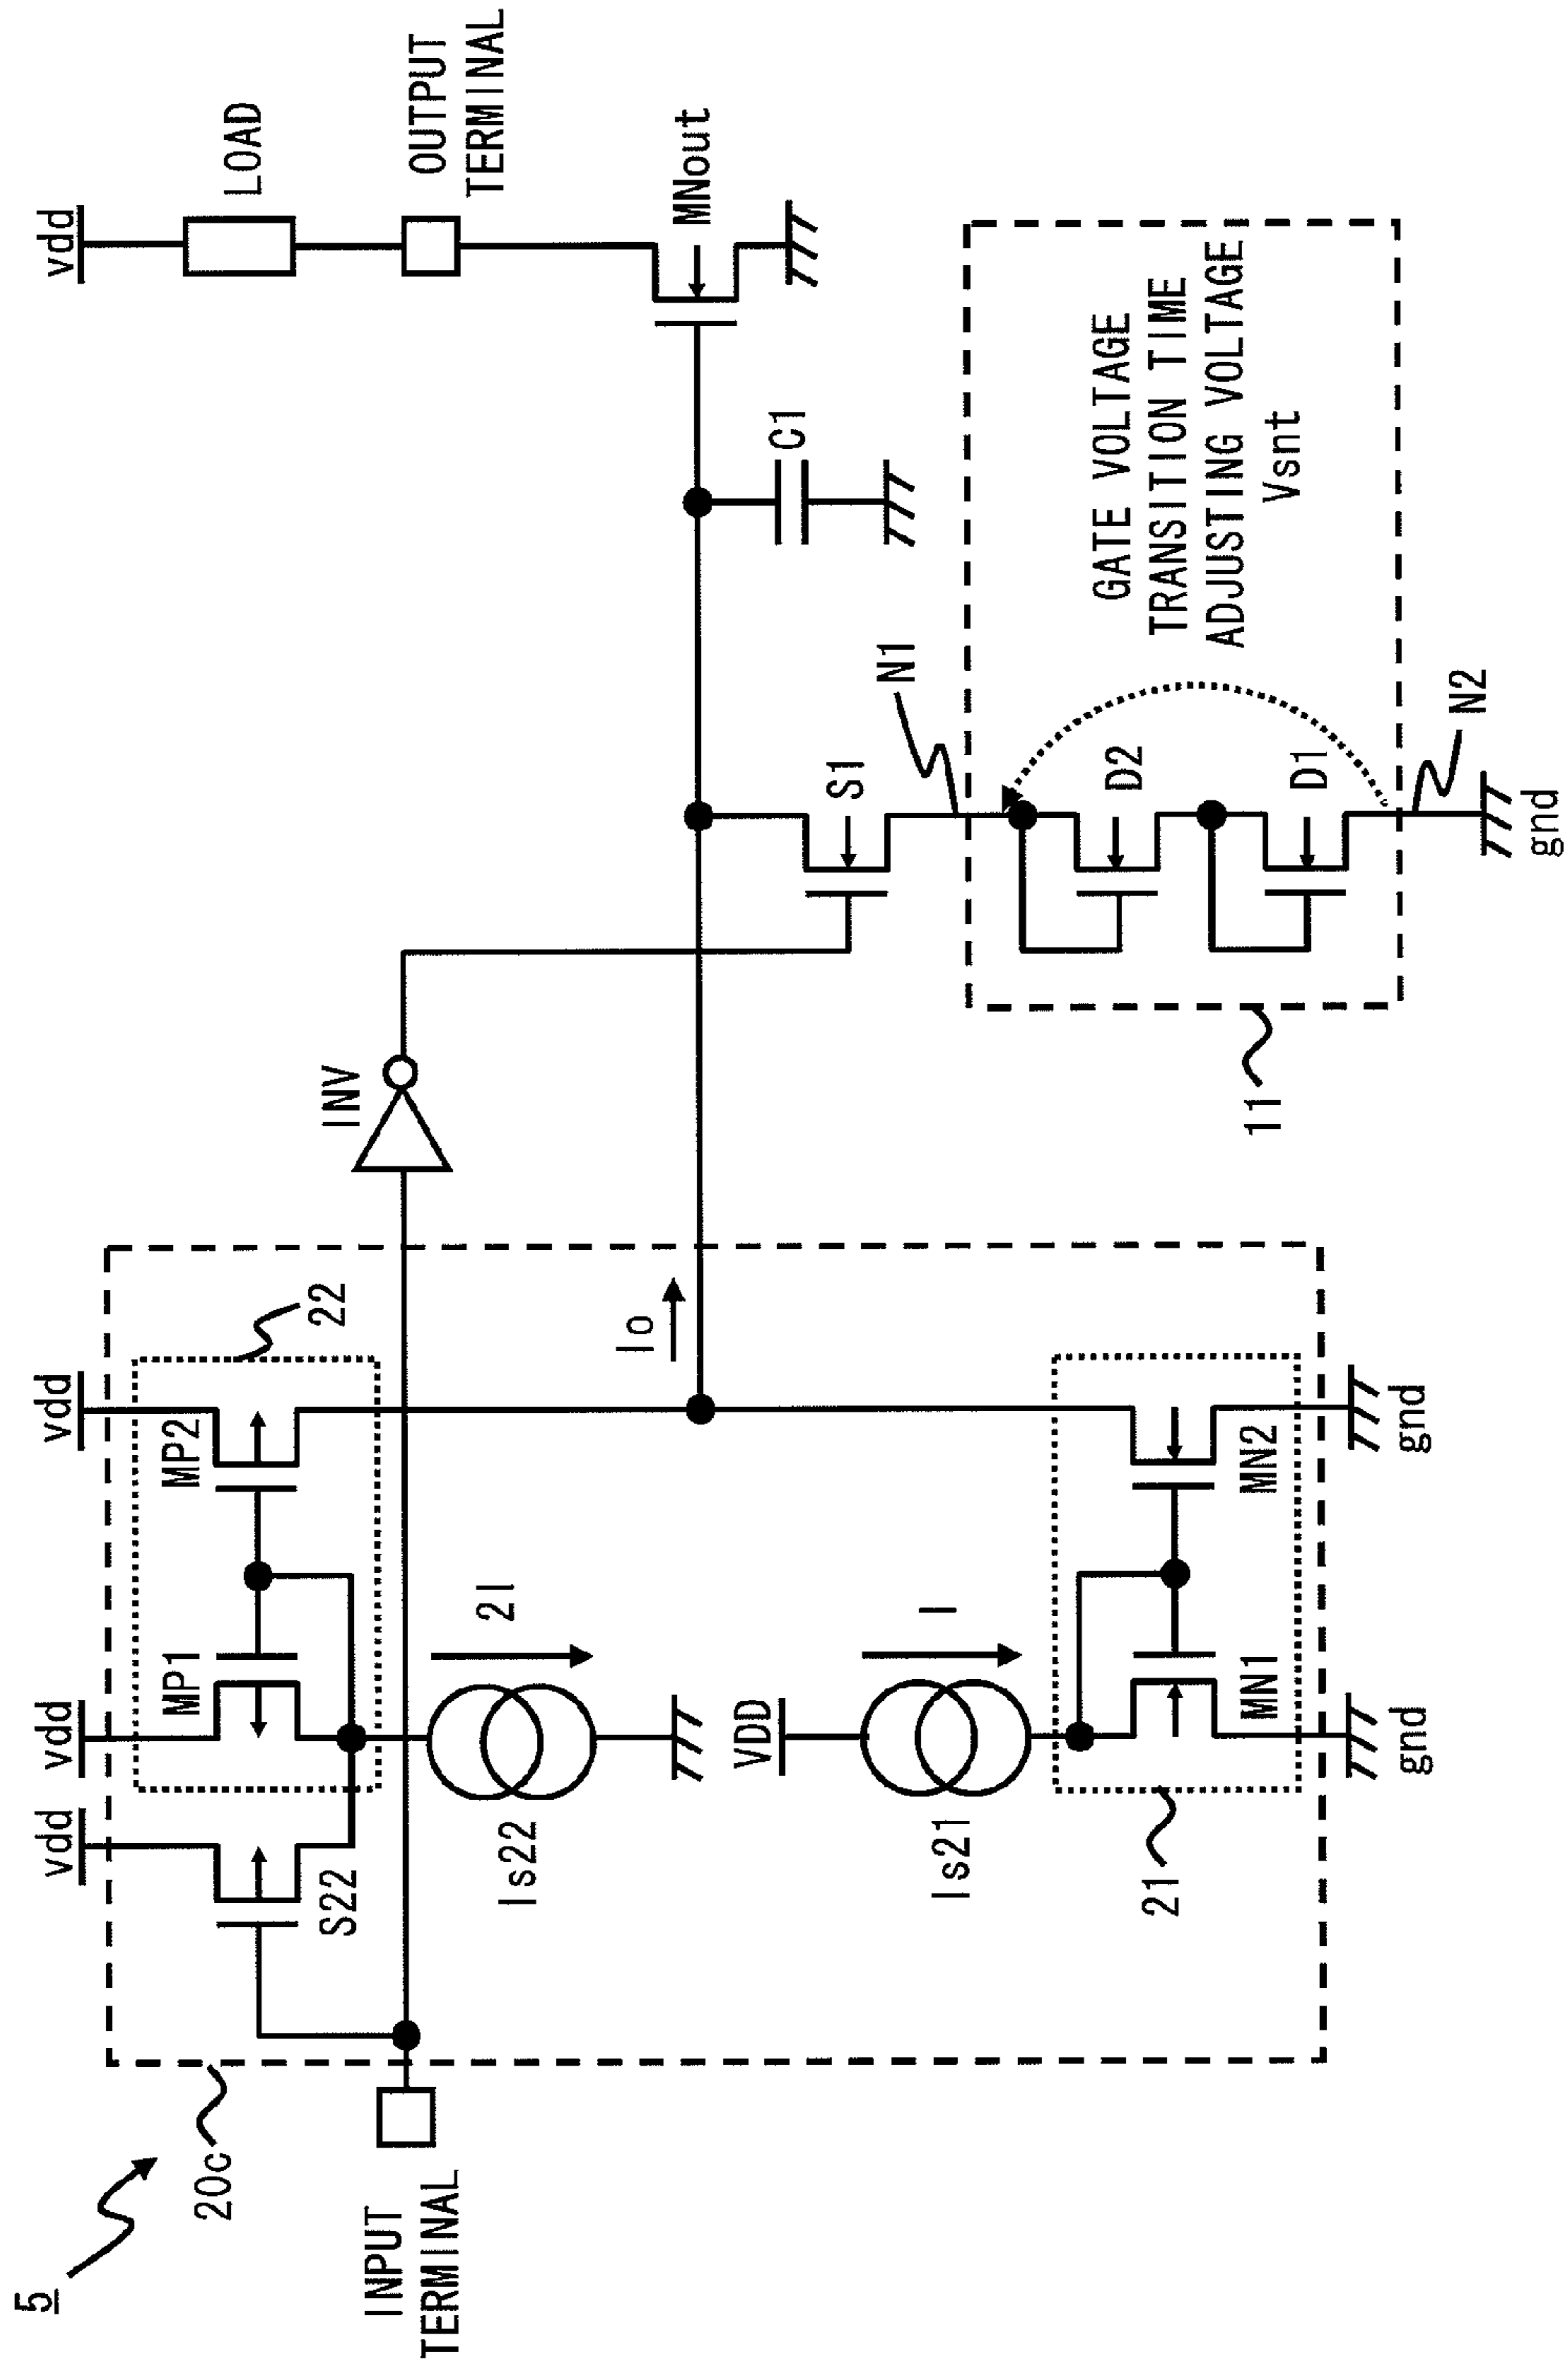 5
20c
vdd
vdd
vdd
vdd
22
MP1
MP2
S22
INPUT
TERMINAL
INV
LOAD
OUTPUT
TERMINAL
2I
Is22
Io
MNout
C1
VDD
I
Is21
S1
N1
21
MN1
MN2
gnd
gnd
11
D2
D1
GATE VOLTAGE
TRANSITION TIME
ADJUSTING VOLTAGE
Vsnt
N2
gnd